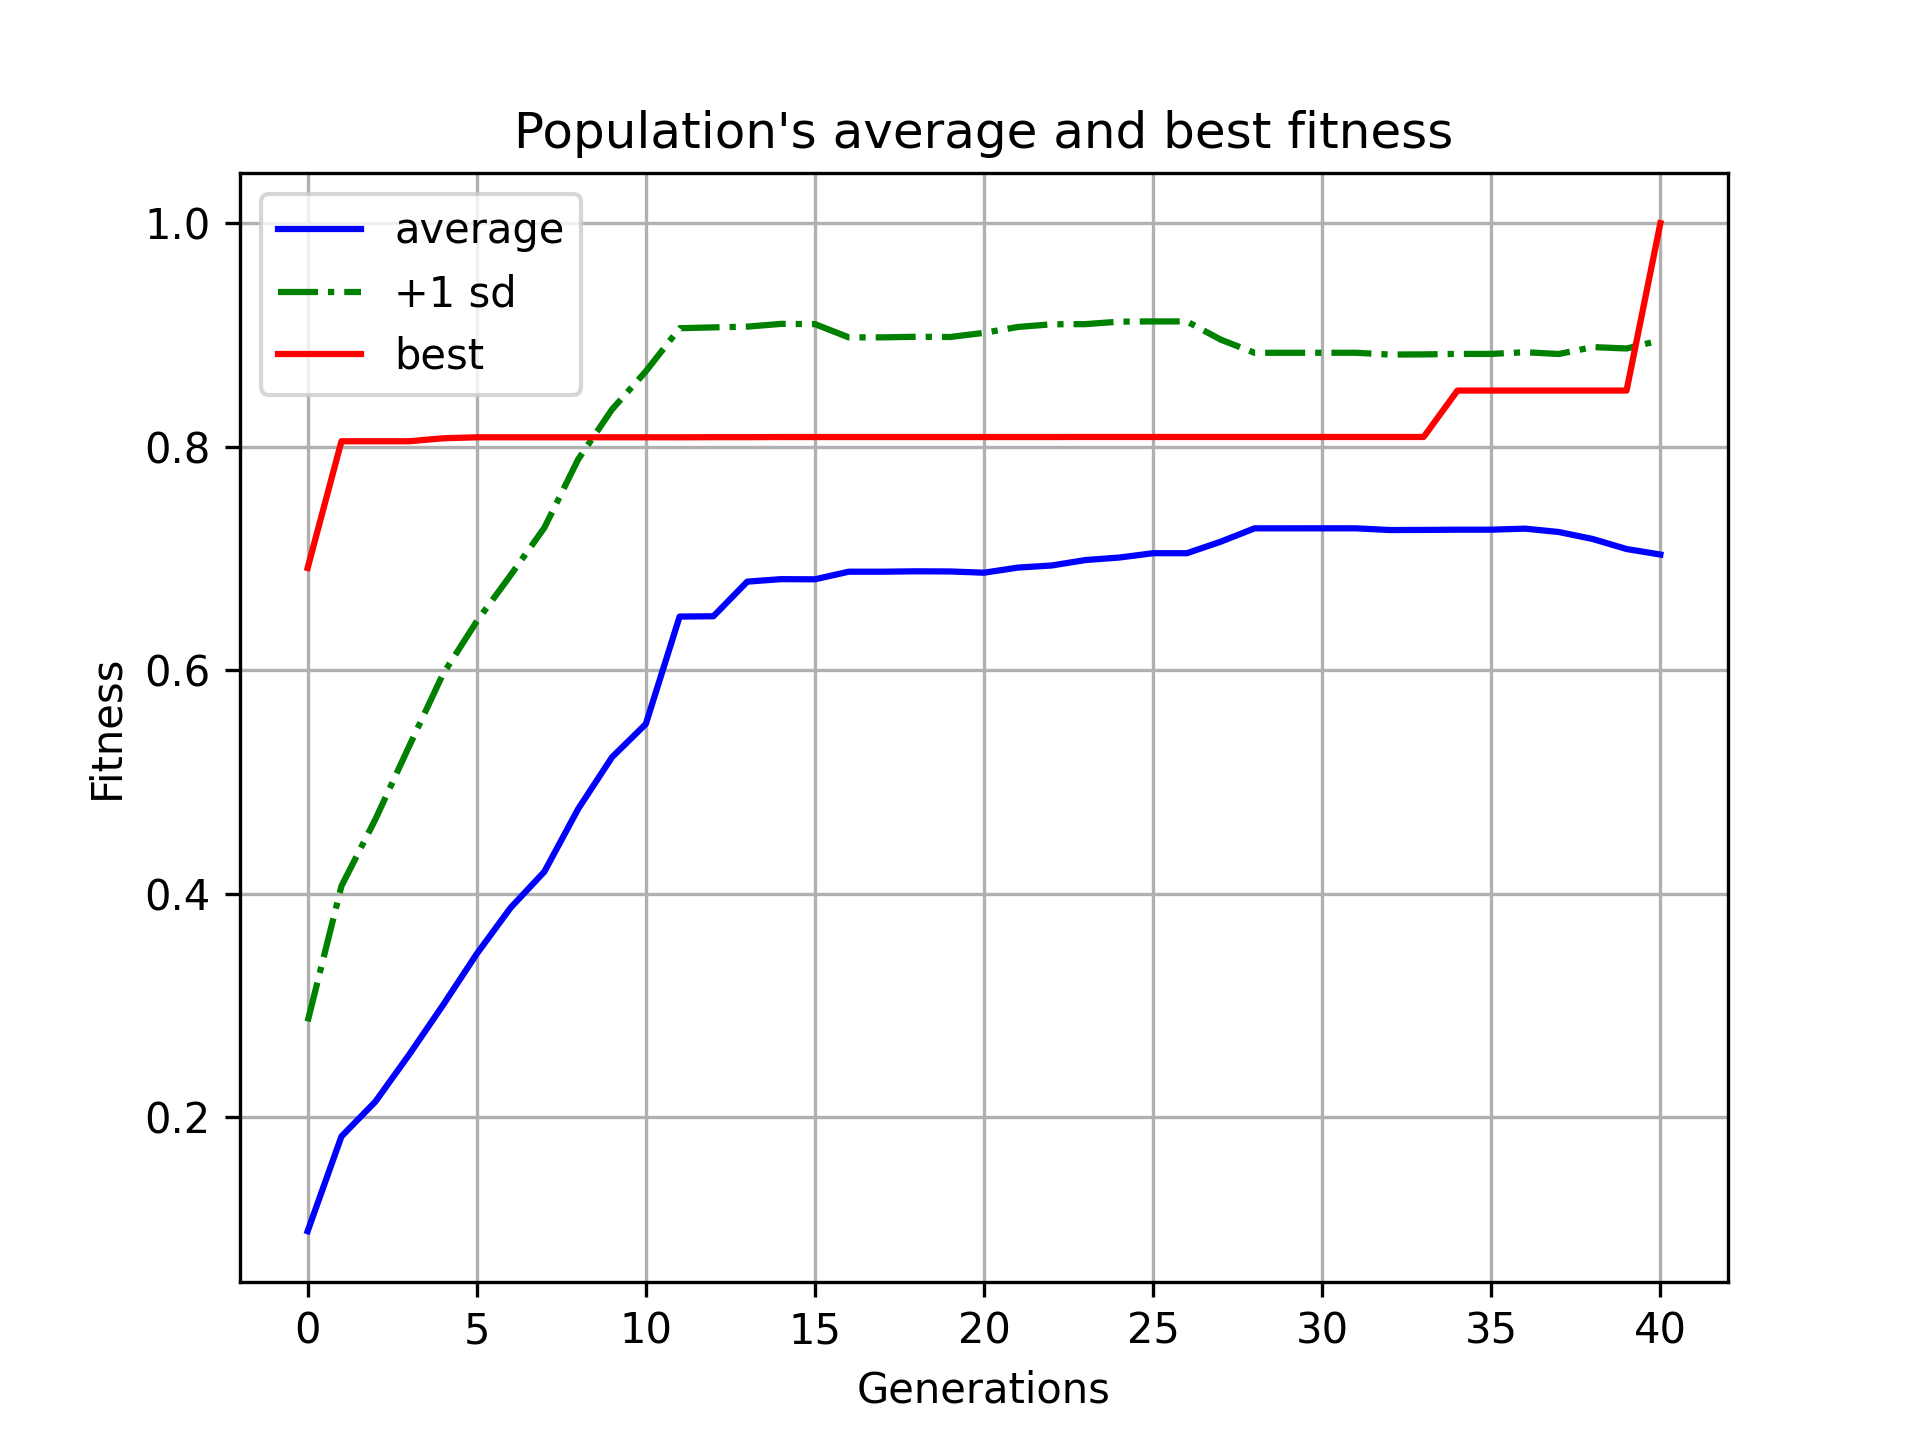 Population's average and best fitness
average
+1 sd
best
1.0
0.8
0.6
0.4
0.2
Fitness
0 5 10 15 20 25 30 35 40
Generations